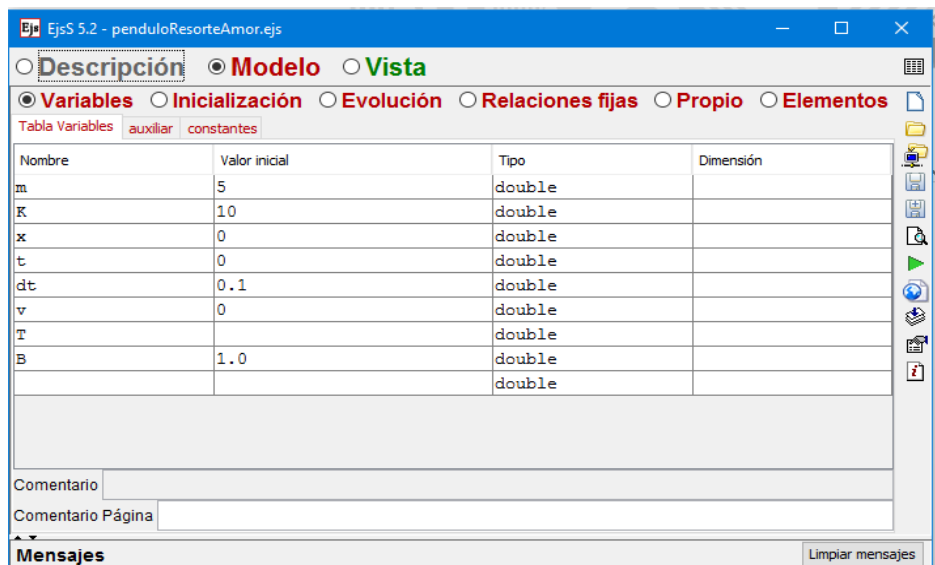 EjsS 5.2 - penduloResorteAmor.ejs
Descripción Modelo Vista
Variables Inicialización Evolución Relaciones fijas Propio Elementos
Tabla Variables auxiliar constantes
Nombre Valor inicial Tipo Dimensión
m 5 double
K 10 double
x 0 double
t 0 double
dt 0.1 double
v 0 double
T double
B 1.0 double
double
Comentario
Comentario Página
Mensajes Limpiar mensajes